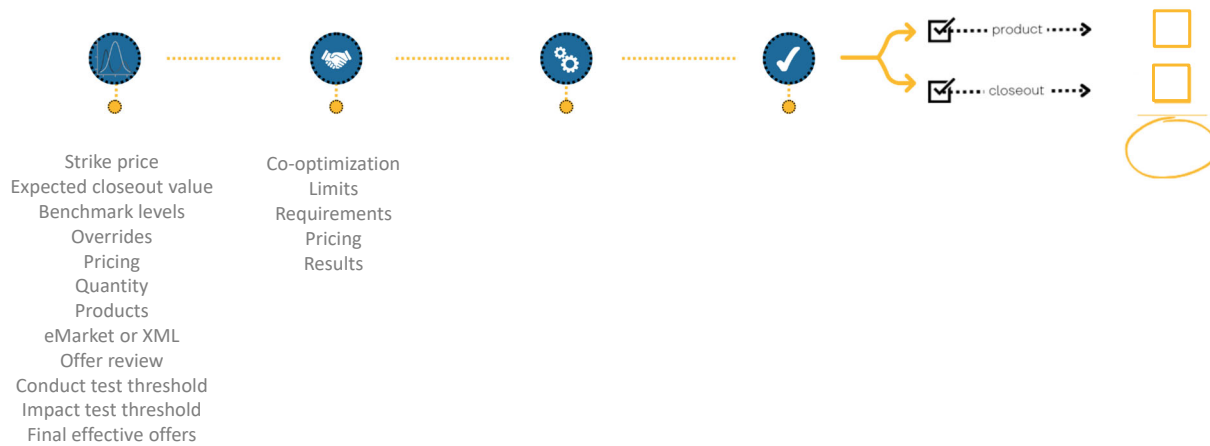 product
closeout
Strike price
Expected closeout value
Benchmark levels
Overrides
Pricing
Quantity
Products
eMarket or XML
Offer review
Conduct test threshold
Impact test threshold
Final effective offers
Co-optimization
Limits
Requirements
Pricing
Results